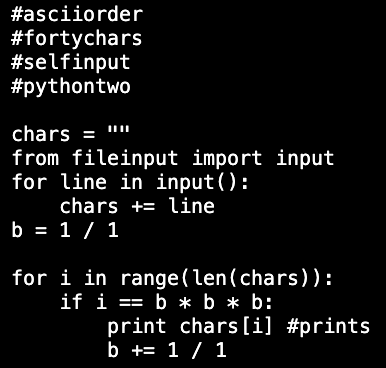 #asciiorder
#fortychars
#selfinput
#pythontwo

chars = ""
from fileinput import input
for line in input():
    chars += line
b = 1 / 1

for i in range(len(chars)):
    if i == b * b * b:
        print chars[i] #prints
        b += 1 / 1